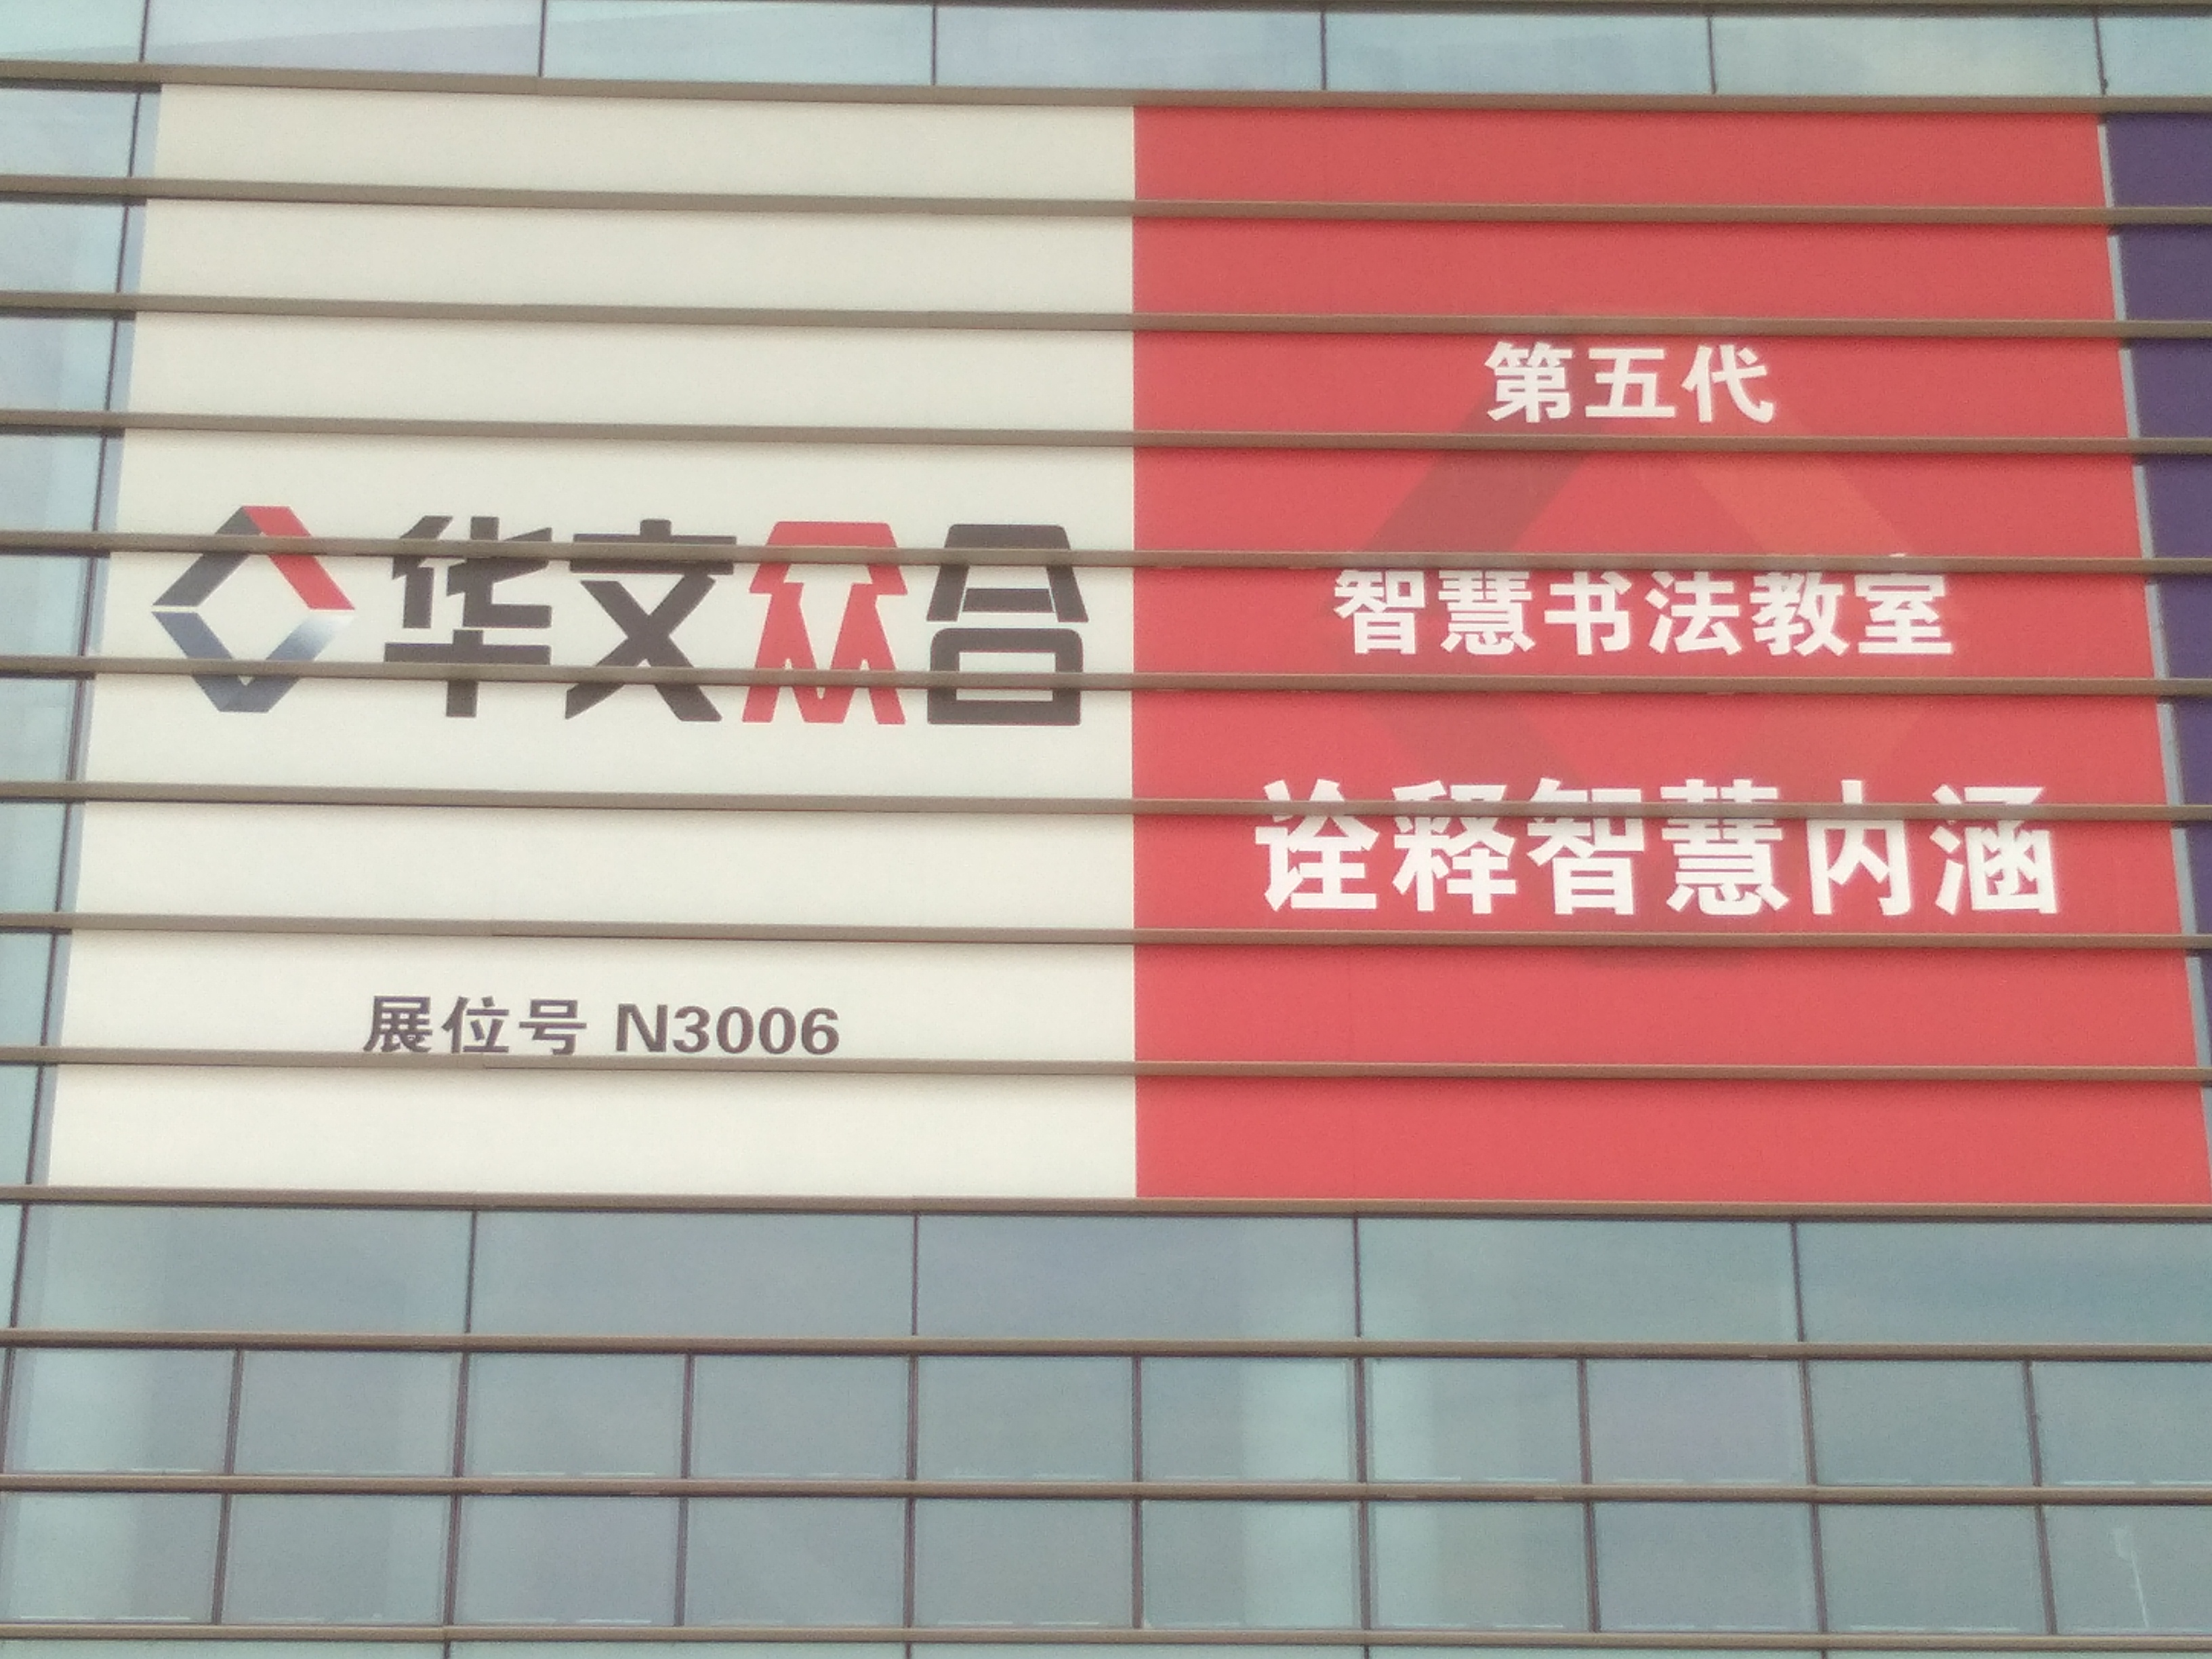 华文众合
展位号 N3006
第五代
智慧书法教室
诠释智慧内涵